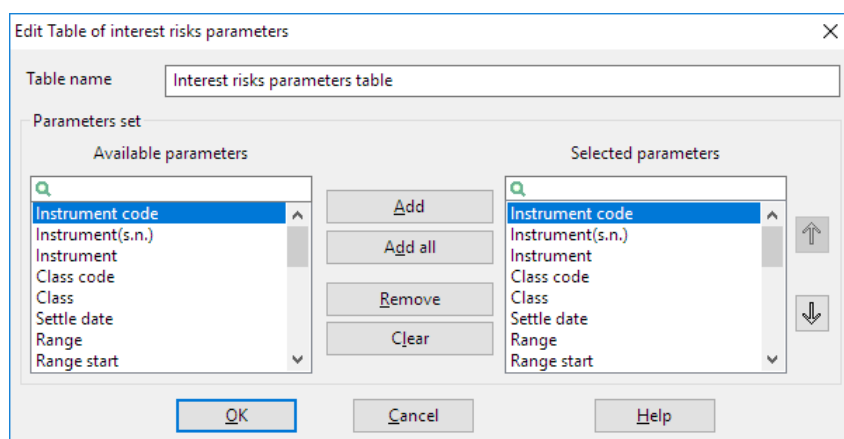 Edit Table of interest risks parameters
Table name
Interest risks parameters table
Parameters set
Available parameters
Selected parameters
Instrument code
Instrument(s.n.)
Instrument
Class code
Class
Settle date
Range
Range start
Add
Add all
Remove
Clear
Instrument code
Instrument(s.n.)
Instrument
Class code
Class
Settle date
Range
Range start
OK
Cancel
Help